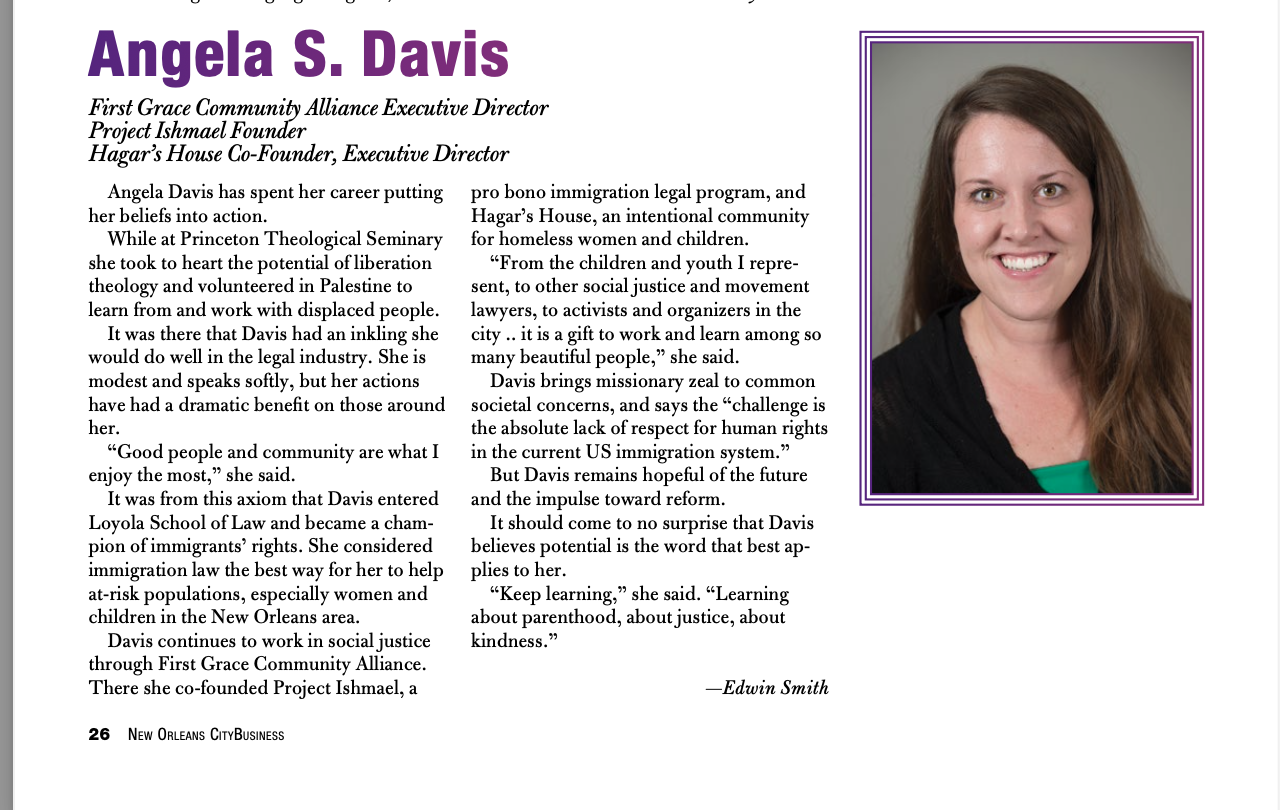 Angela S. Davis
First Grace Community Alliance Executive Director
Project Ishmael Founder
Hagar’s House Co-Founder, Executive Director
Angela Davis has spent her career putting
her beliefs into action.
While at Princeton Theological Seminary
she took to heart the potential of liberation
theology and volunteered in Palestine to
learn from and work with displaced people.
It was there that Davis had an inkling she
would do well in the legal industry. She is
modest and speaks softly, but her actions
have had a dramatic benefit on those around
her.
“Good people and community are what I
enjoy the most,” she said.
It was from this axiom that Davis entered
Loyola School of Law and became a cham-
pion of immigrants’ rights. She considered
immigration law the best way for her to help
at-risk populations, especially women and
children in the New Orleans area.
Davis continues to work in social justice
through First Grace Community Alliance.
There she co-founded Project Ishmael, a
pro bono immigration legal program, and
Hagar’s House, an intentional community
for homeless women and children.
“From the children and youth I repre-
sent, to other social justice and movement
lawyers, to activists and organizers in the
city .. it is a gift to work and learn among so
many beautiful people,” she said.
Davis brings missionary zeal to common
societal concerns, and says the “challenge is
the absolute lack of respect for human rights
in the current US immigration system.”
But Davis remains hopeful of the future
and the impulse toward reform.
It should come to no surprise that Davis
believes potential is the word that best ap-
plies to her.
“Keep learning,” she said. “Learning
about parenthood, about justice, about
kindness.”
—Edwin Smith
26 New Orleans CityBusiness